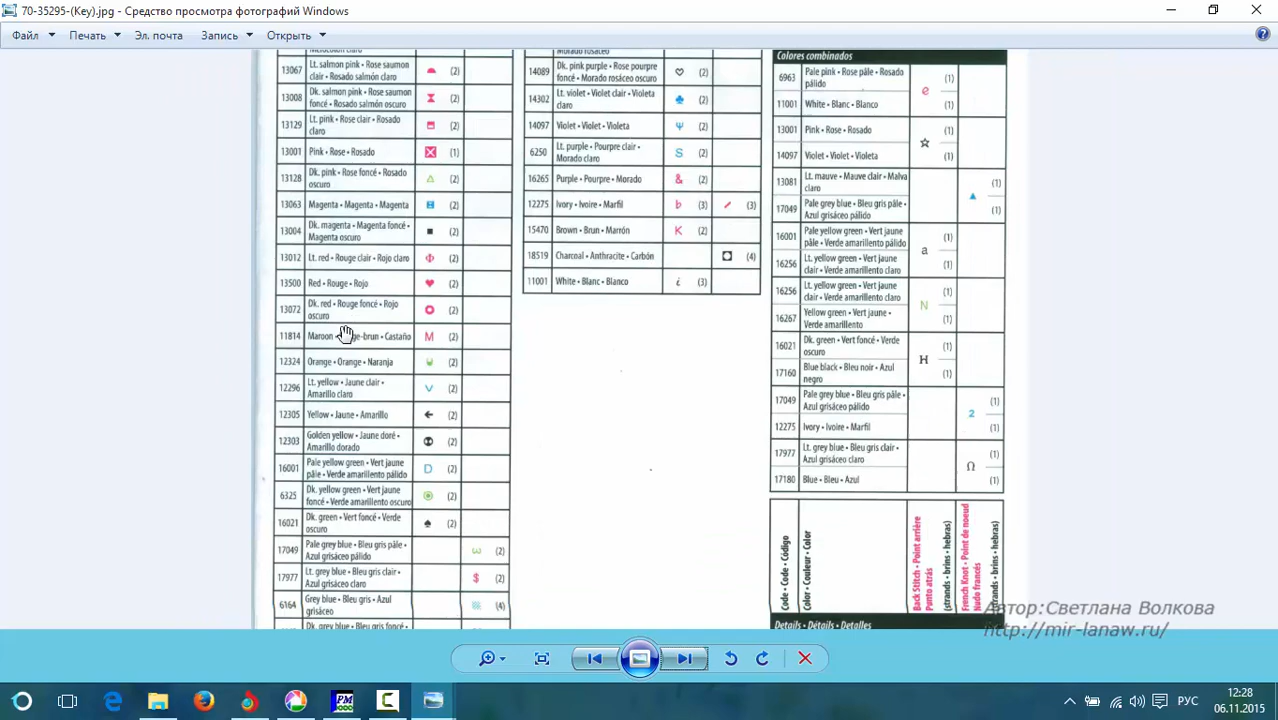 70-35295-(Key).jpg - Средство просмотра фотографий Windows
Файл Печать Эл. почта Запись Открыть
13067 Lt. salmon pink • Rose saumon
clair • Rosado salmón claro (2)
13008 Dk. salmon pink • Rose saumon
foncé • Rosado salmón oscuro (2)
13129 Lt. pink • Rose clair • Rosado
claro (2)
13001 Pink • Rose • Rosado (1)
13128 Dk. pink • Rose foncé • Rosado
oscuro (2)
13063 Magenta • Magenta • Magenta (2)
13004 Dk. magenta • Magenta foncé •
Magenta oscuro (2)
13012 Lt. red • Rouge clair • Rojo claro Φ (2)
13500 Red • Rouge • Rojo ♥ (2)
13072 Dk. red • Rouge foncé • Rojo
oscuro (2)
11814 Maroon • -brun • Castaño M (2)
12324 Orange • Orange • Naranja (2)
12296 Lt. yellow • Jaune clair •
Amarillo claro V (2)
12305 Yellow • Jaune • Amarillo ← (2)
12303 Golden yellow • Jaune doré •
Amarillo dorado (2)
16001 Pale yellow green • Vert jaune
pâle • Verde amarillento pálido D (2)
6325 Dk. yellow green • Vert jaune
foncé • Verde amarillento oscuro (2)
16021 Dk. green • Vert foncé • Verde
oscuro ♠ (2)
17049 Pale grey blue • Bleu gris pâle •
Azul grisáceo pálido ω (2)
17977 Lt. grey blue • Bleu gris clair •
Azul grisáceo claro $ (2)
6164 Grey blue • Bleu gris • Azul
grisáceo (4)
Dk. grey blue • Bleu gris foncé
Morado rosáceo
14089 Dk. pink purple • Rose pourpre
foncé • Morado rosáceo oscuro ♡ (2)
14302 Lt. violet • Violet clair • Violeta
claro ♣ (2)
14097 Violet • Violet • Violeta Ψ (2)
6250 Lt. purple • Pourpre clair •
Morado claro S (2)
16265 Purple • Pourpre • Morado & (2)
12275 Ivory • Ivoire • Marfil b (3) (3)
15470 Brown • Brun • Marrón K (2)
18519 Charcoal • Anthracite • Carbón (4)
11001 White • Blanc • Blanco i (3)
Colores combinados
6963 Pale pink • Rose pâle • Rosado
pálido e (1)
11001 White • Blanc • Blanco (1)
13001 Pink • Rose • Rosado ☆ (1)
14097 Violet • Violet • Violeta (1)
13081 Lt. mauve • Mauve clair • Malva
claro ▲ (1)
17049 Pale grey blue • Bleu gris pâle •
Azul grisáceo pálido (1)
16001 Pale yellow green • Vert jaune
pâle • Verde amarillento pálido a (1)
16256 Lt. yellow green • Vert jaune
clair • Verde amarillento claro (1)
16256 Lt. yellow green • Vert jaune
clair • Verde amarillento claro N (1)
16267 Yellow green • Vert jaune •
Verde amarillento (1)
16021 Dk. green • Vert foncé • Verde
oscuro H (1)
17160 Blue black • Bleu noir • Azul
negro (1)
17049 Pale grey blue • Bleu gris pâle •
Azul grisáceo pálido 2 (1)
12275 Ivory • Ivoire • Marfil (1)
17977 Lt. grey blue • Bleu gris clair •
Azul grisáceo claro Ω (1)
17180 Blue • Bleu • Azul (1)
Code • Code • Código
Color • Couleur • Color
Back Stitch • Point arrière
Punto atrás
(strands • brins • hebras)
French Knot • Point de noeud
Nudo francés
(strands • brins • hebras)
Details • Détails • Detalles
Автор:Светлана Волкова
http://mir-lanaw.ru/
PM
C
РУС
12:28
06.11.2015